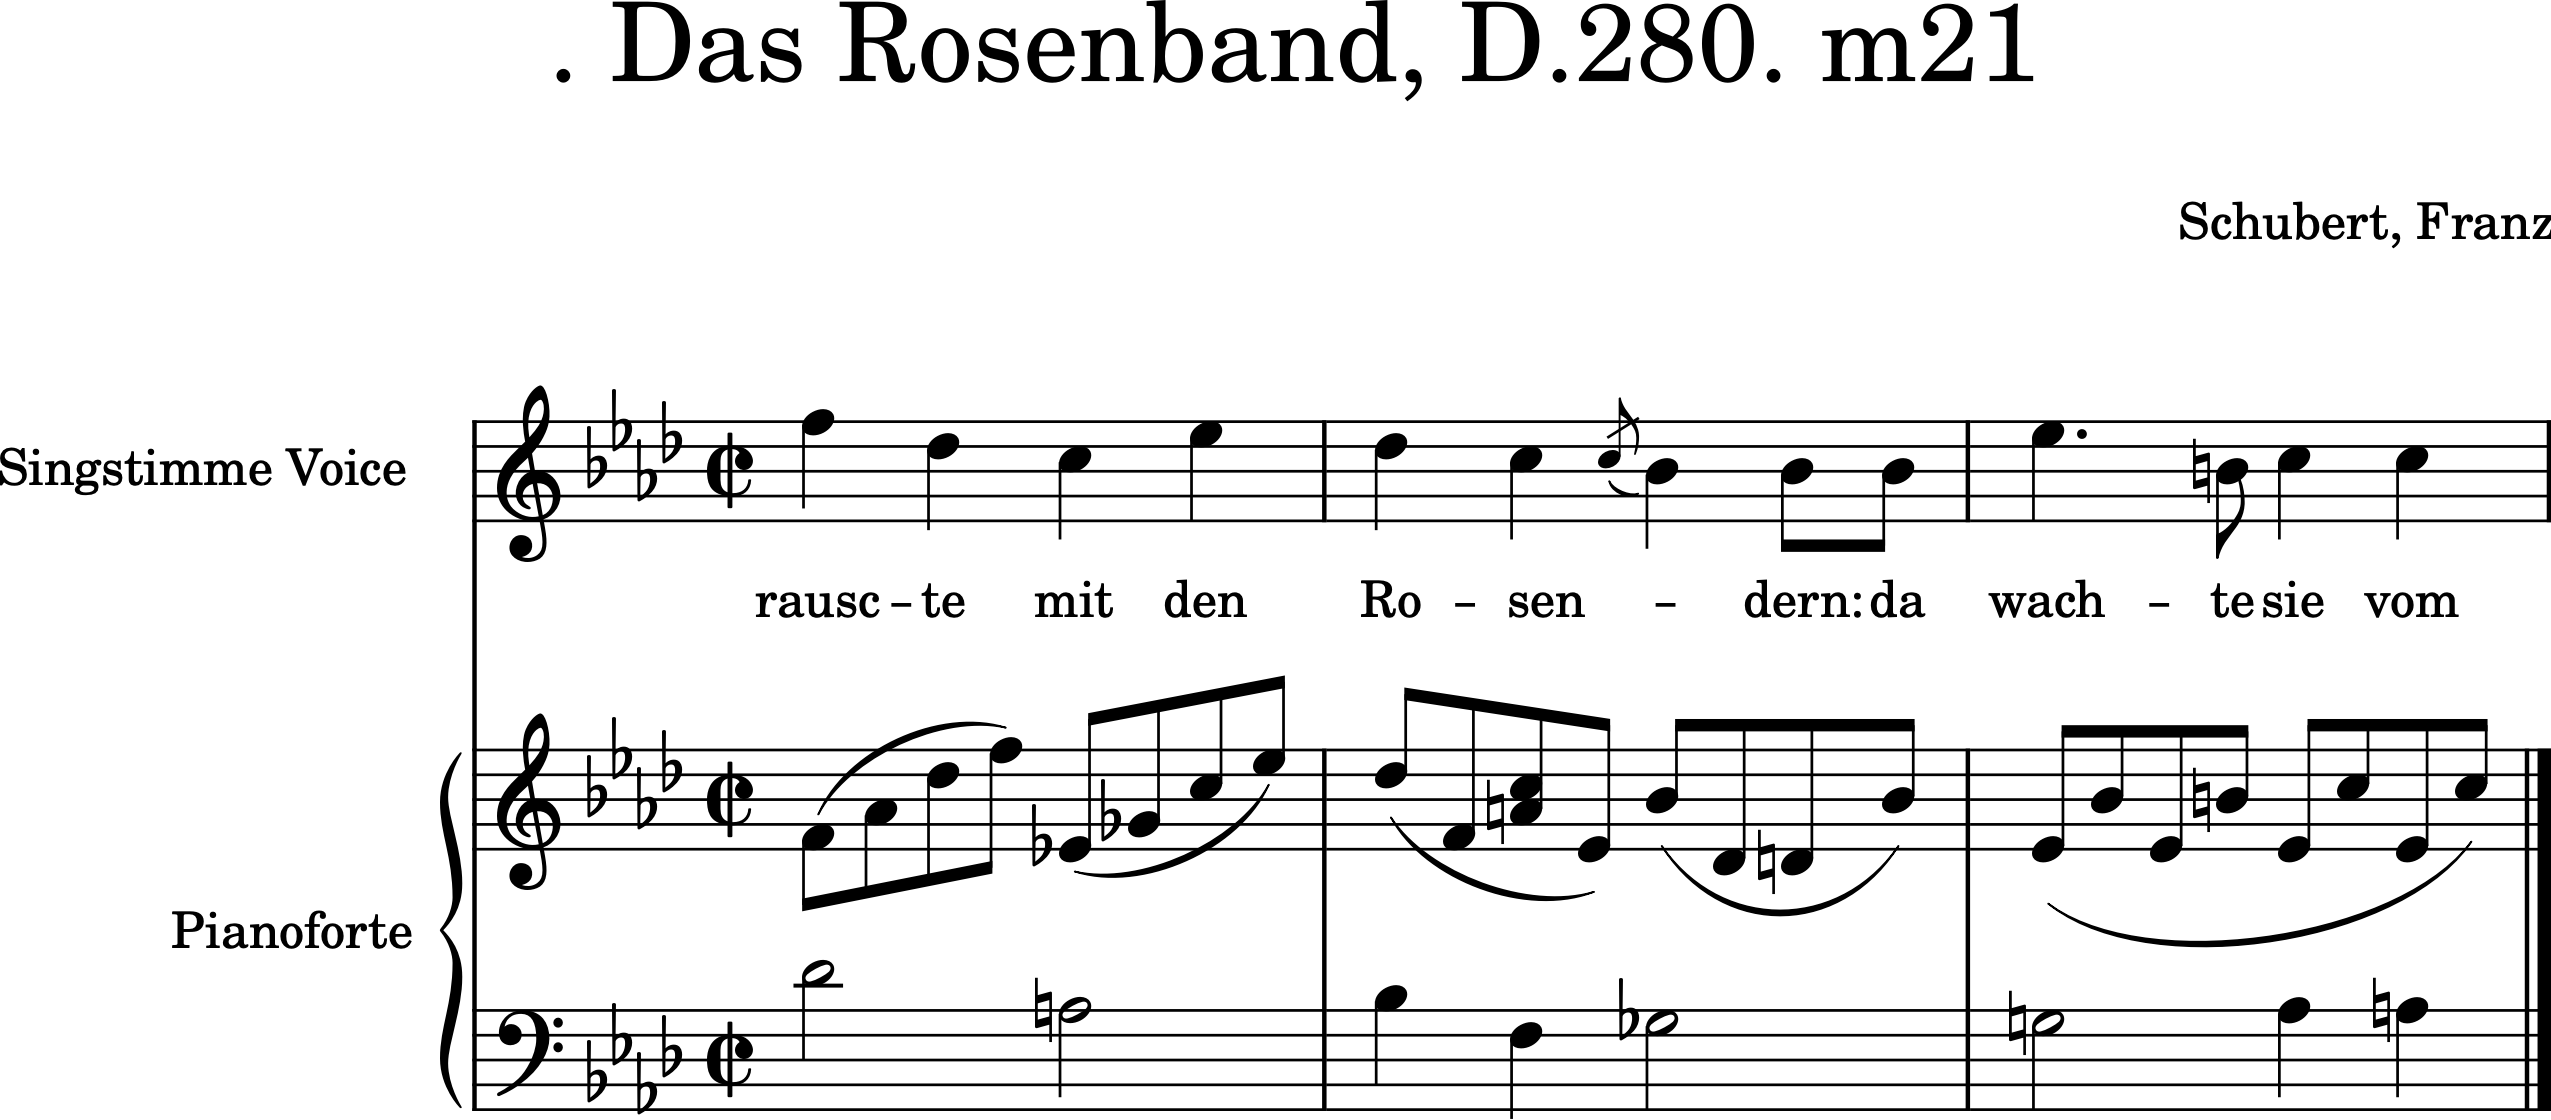 . Das Rosenband, D.280. m21
Schubert, Franz
Singstimme Voice
rausc – te mit den Ro – sen – dern: da wach – te sie vom
Pianoforte